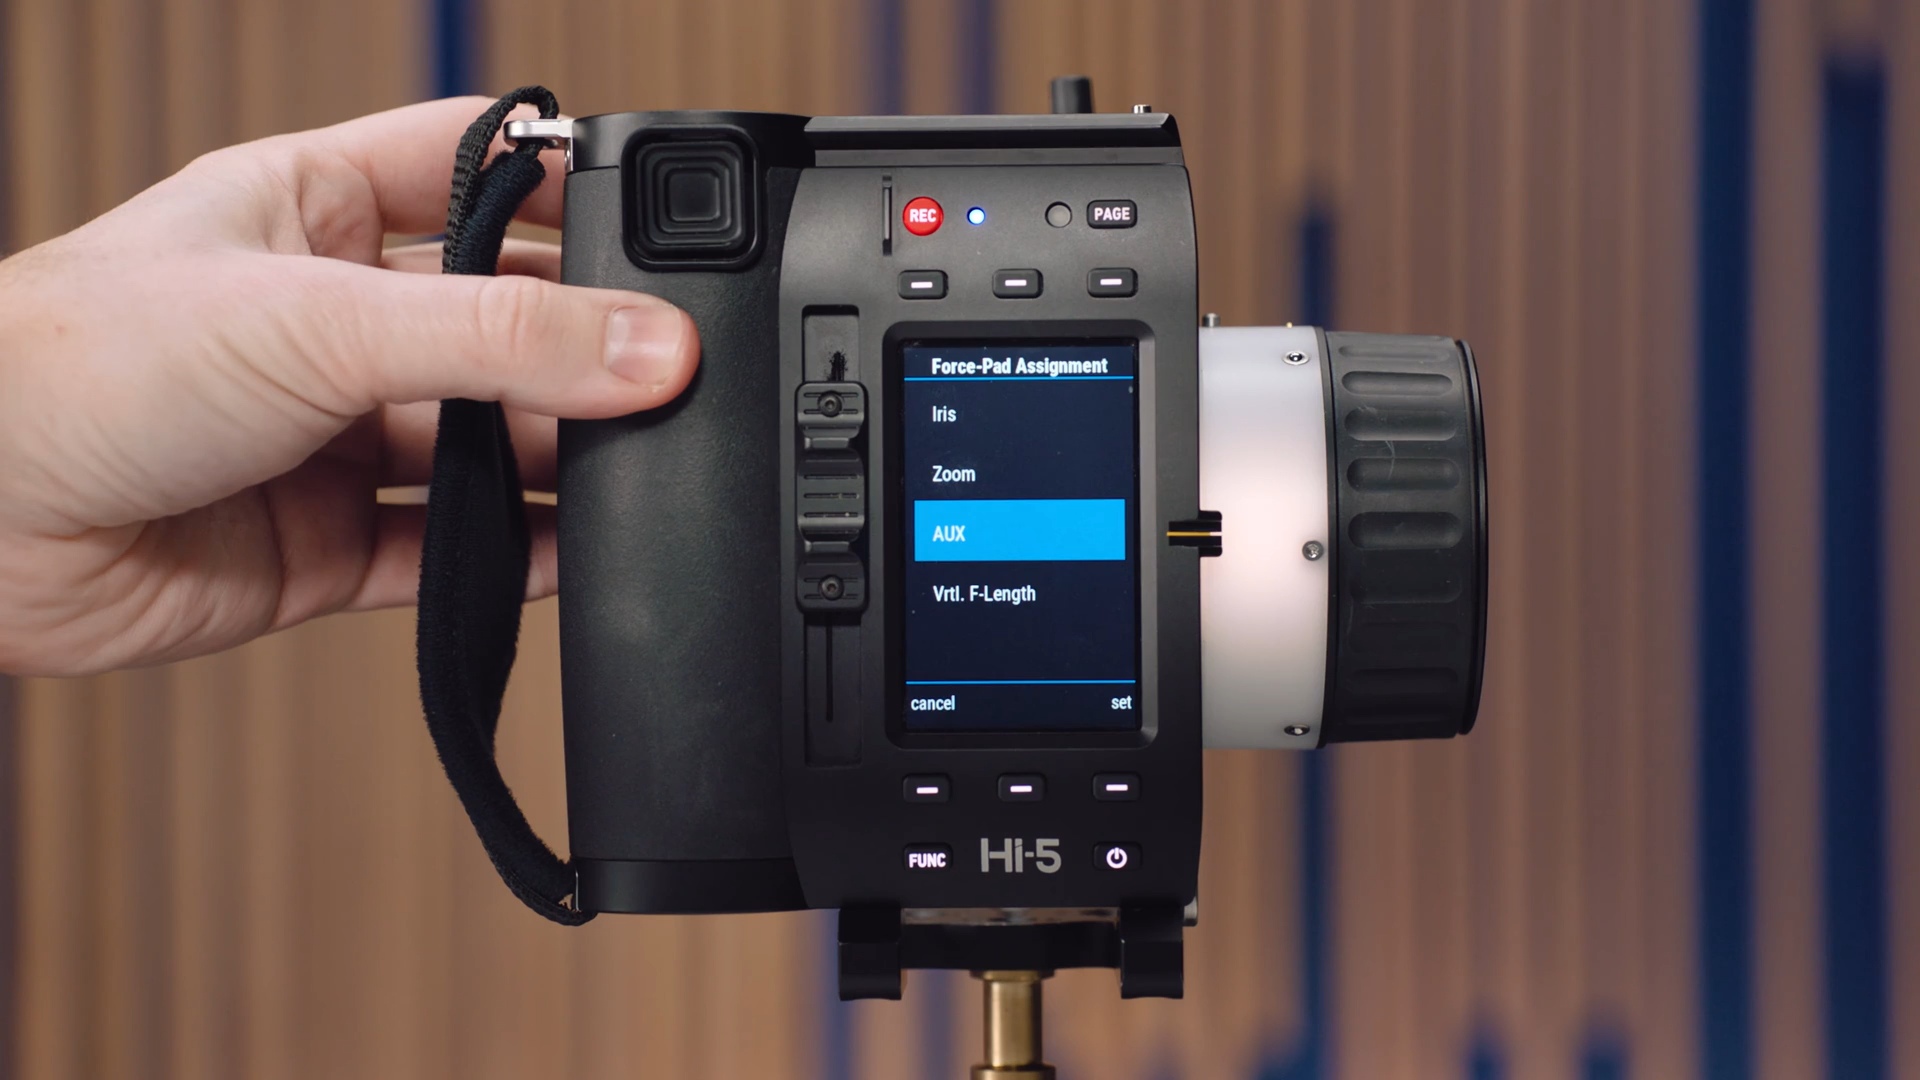 REC
PAGE
Force-Pad Assignment
Iris
Zoom
AUX
Vrtl. F-Length
cancel set
FUNC Hi-5